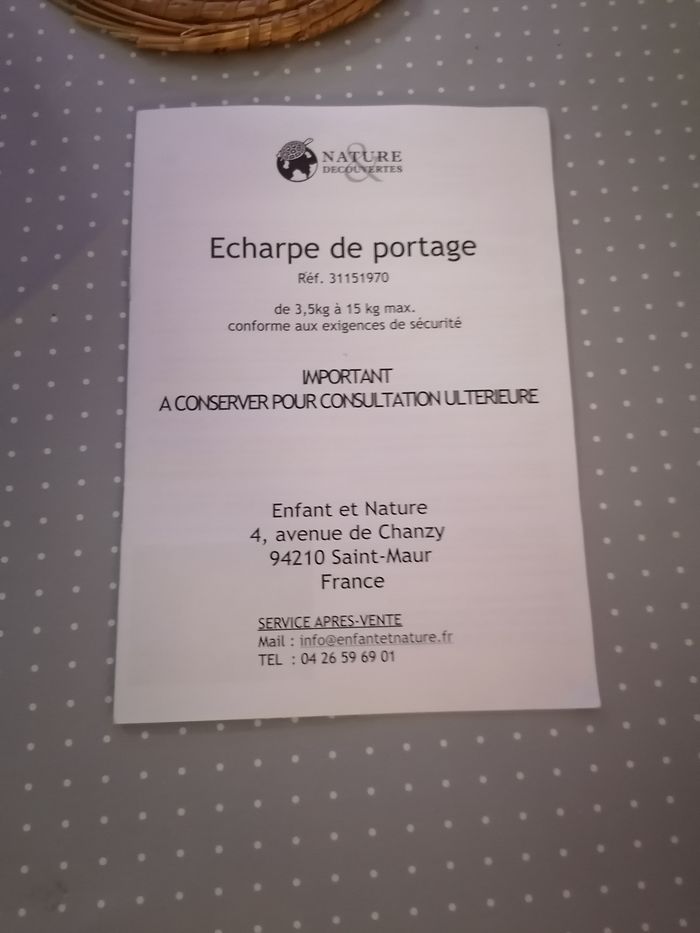 NATURE
&
DECOUVERTES
Echarpe de portage
Réf. 31151970
de 3,5kg à 15 kg max.
conforme aux exigences de sécurité
IMPORTANT
A CONSERVER POUR CONSULTATION ULTERIEURE
Enfant et Nature
4, avenue de Chanzy
94210 Saint-Maur
France
SERVICE APRES-VENTE
Mail : info@enfantetnature.fr
TEL : 04 26 59 69 01